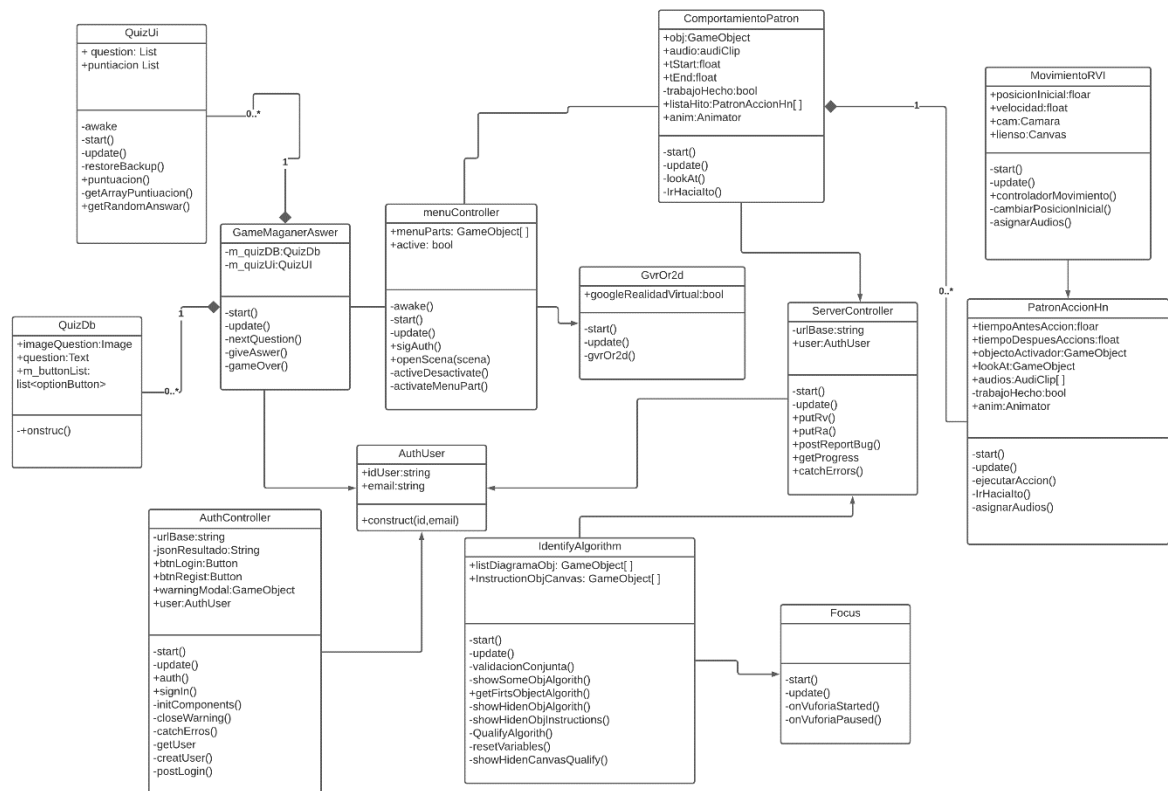 QuizUi
+ question: List
+puntiacion List
-awake
-start()
-update()
-restoreBackup()
+puntuacion()
-getArrayPuntiuacion()
+getRandomAnswar()
0..*
1
GameMaganerAswer
-m_quizDB:QuizDb
-m_quizUi:QuizUI
-start()
-update()
-nextQuestion()
-giveAswer()
-gameOver()
1
0..*
QuizDb
+imageQuestion:Image
+question:Text
+m_buttonList:
list<optionButton>
-+onstruc()
menuController
+menuParts: GameObject[ ]
+active: bool
-awake()
-start()
-update()
+sigAuth()
+openScena(scena)
-activeDesactivate()
-activateMenuPart()
ComportamientoPatron
+obj:GameObject
+audio:audiClip
+tStart:float
+tEnd:float
-trabajoHecho:bool
+listaHito:PatronAccionHn[ ]
+anim:Animator
-start()
-update()
-lookAt()
-IrHaciaIto()
1
0..*
MovimientoRVI
+posicionInicial:floar
+velocidad:float
+cam:Camara
+lienso:Canvas
-start()
-update()
+controladorMovimiento()
-cambiarPosicionInicial()
-asignarAudios()
GvrOr2d
+googleRealidadVirtual:bool
-start()
-update()
-gvrOr2d()
ServerController
-urlBase:string
+user:AuthUser
-start()
-update()
+putRv()
+putRa()
-postReportBug()
+getProgress
+catchErrors()
PatronAccionHn
+tiempoAntesAccion:floar
+tiempoDespuesAccions:float
+objectoActivador:GameObject
+lookAt:GameObject
+audios:AudiClip[ ]
-trabajoHecho:bool
+anim:Animator
-start()
-update()
-ejecutarAccion()
-IrHaciaIto()
-asignarAudios()
AuthUser
+idUser:string
+email:string
+construct(id,email)
AuthController
-urlBase:string
-jsonResultado:String
+btnLogin:Button
+btnRegist:Button
+warningModal:GameObject
+user:AuthUser
-start()
-update()
+auth()
+signIn()
-initComponents()
-closeWarning()
-catchErros()
-getUser
-creatUser()
-postLogin()
IdentifyAlgorithm
+listDiagramaObj: GameObject[ ]
+InstructionObjCanvas: GameObject[ ]
-start()
-update()
-validacionConjunta()
-showSomeObjAlgorith()
+getFirtsObjectAlgorith()
-showHidenObjAlgorith()
-showHidenObjInstructions()
-QualifyAlgorith()
-resetVariables()
-showHidenCanvasQualify()
Focus
-start()
-update()
-onVuforiaStarted()
-onVuforiaPaused()